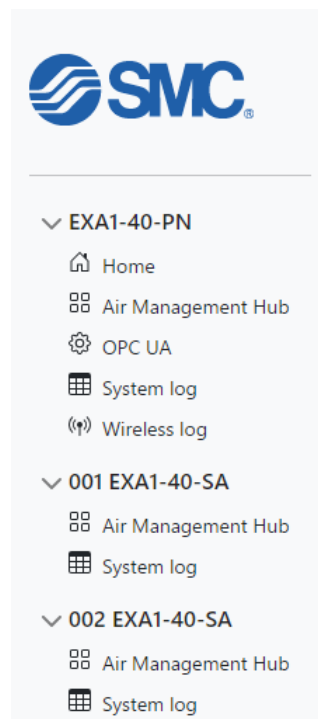 SMC®
EXA1-40-PN
Home
Air Management Hub
OPC UA
System log
Wireless log
001 EXA1-40-SA
Air Management Hub
System log
002 EXA1-40-SA
Air Management Hub
System log